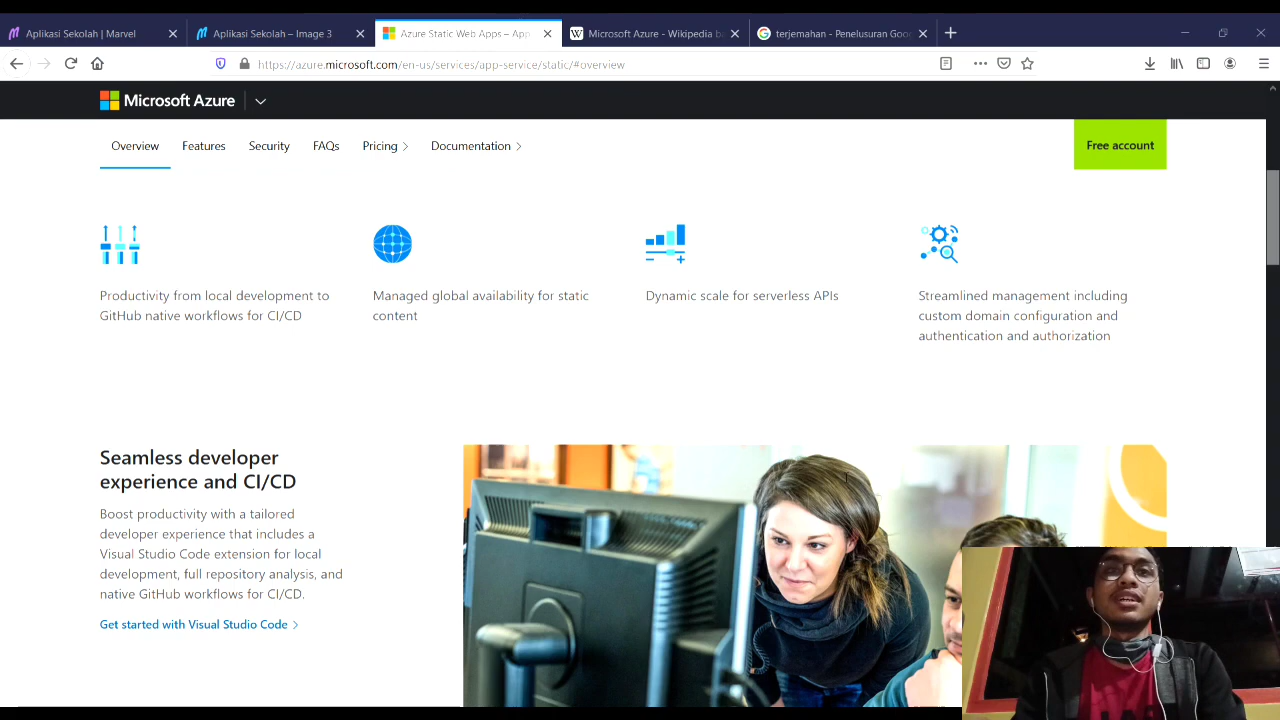 Aplikasi Sekolah | Marvel
Aplikasi Sekolah – Image 3
Azure Static Web Apps – App
Microsoft Azure - Wikipedia ba
terjemahan - Penelusuran Goo
https://azure.microsoft.com/en-us/services/app-service/static/#overview
Microsoft Azure
Overview
Features
Security
FAQs
Pricing
Documentation
Free account
Productivity from local development to
GitHub native workflows for CI/CD
Managed global availability for static
content
Dynamic scale for serverless APIs
Streamlined management including
custom domain configuration and
authentication and authorization
Seamless developer
experience and CI/CD
Boost productivity with a tailored
developer experience that includes a
Visual Studio Code extension for local
development, full repository analysis, and
native GitHub workflows for CI/CD.
Get started with Visual Studio Code